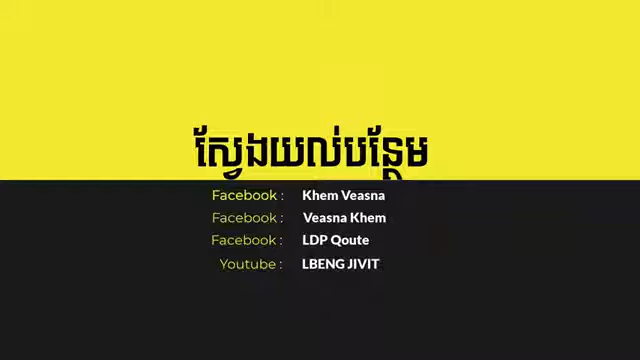 ស្វែងយល់បន្ថែម
Facebook : Khem Veasna
Facebook : Veasna Khem
Facebook : LDP Qoute
Youtube : LBENG JIVIT